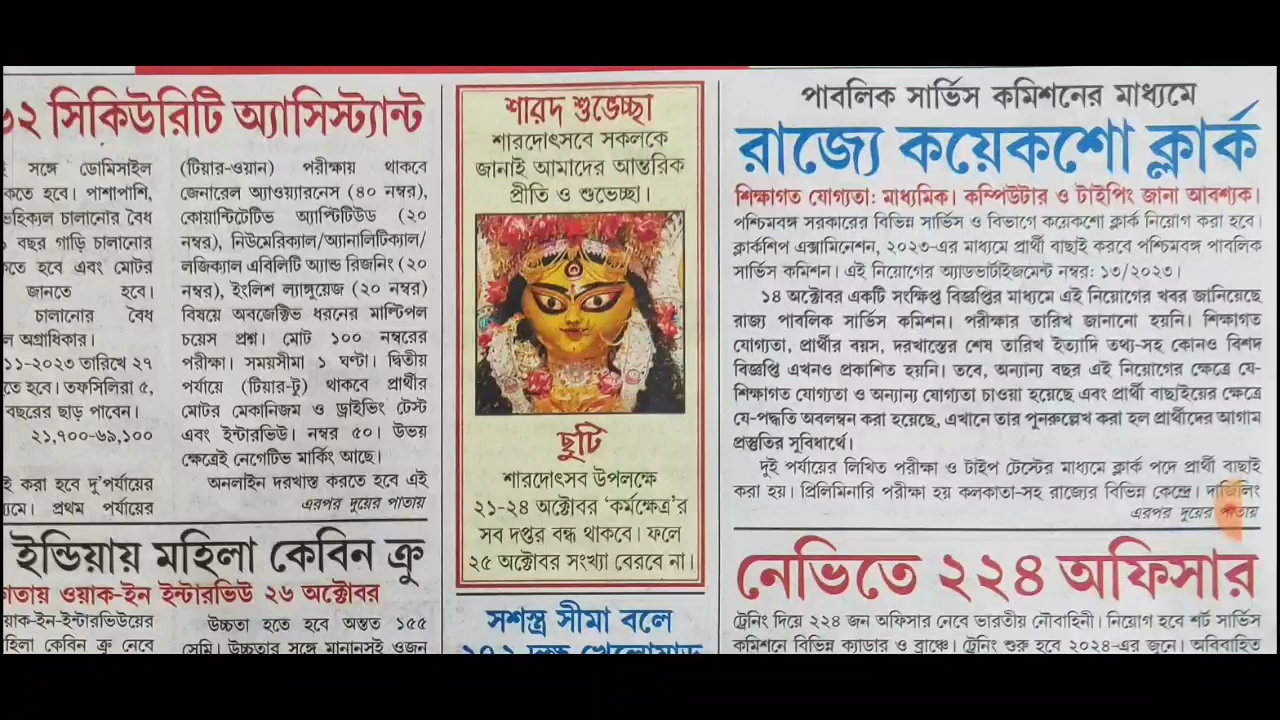 ৩২ সিকিউরিটি অ্যাসিস্ট্যান্ট
সঙ্গে ডোমিসাইল
কতে হবে। পাশাপাশি,
চালানোর বৈধ
বছর গাড়ি চালানোর
হবে এবং মোটর
জানতে হবে।
চালানোর বৈধ
অগ্রাধিকার।
১১-২০২৩ তারিখে ২৭
হবে। তফসিলিরা ৫,
বছরের ছাড় পাবেন।
২১,৭০০-৬৯,১০০
করা হবে দু'পর্যায়ের
প্রথম পর্যায়ের
(টিয়ার-ওয়ান) পরীক্ষায় থাকবে
জেনারেল অ্যাওয়্যারনেস (৪০ নম্বর),
কোয়ান্টিটেটিভ অ্যাপ্টিটিউড (২০
নম্বর), নিউমেরিক্যাল/অ্যানালিটিক্যাল/
লজিক্যাল এবিলিটি অ্যান্ড রিজনিং (২০
নম্বর), ইংলিশ ল্যাঙ্গুয়েজ (২০ নম্বর)
বিষয়ে অবজেক্টিভ ধরনের মাল্টিপল
চয়েস প্রশ্ন। মোট ১০০ নম্বরের
পরীক্ষা। সময়সীমা ১ ঘণ্টা। দ্বিতীয়
পর্যায়ে (টিয়ার-টু) থাকবে প্রার্থীর
মোটর মেকানিজম ও ড্রাইভিং টেস্ট
এবং ইন্টারভিউ। নম্বর ৫০। উভয়
ক্ষেত্রেই নেগেটিভ মার্কিং আছে।
অনলাইন দরখাস্ত করতে হবে এই
এরপর দুয়ের পাতায়
ইন্ডিয়ায় মহিলা কেবিন ক্রু
ওয়াক-ইন ইন্টারভিউ ২৬ অক্টোবর
কেবিন ক্রু নেবে
উচ্চতা হতে হবে অন্তত ১৫৫
সেমি। উচ্চতার সঙ্গে মানানসই ওজন
শারদ শুভেচ্ছা
শারদোৎসবে সকলকে
জানাই আমাদের আন্তরিক
প্রীতি ও শুভেচ্ছা।
ছুটি
শারদোৎসব উপলক্ষে
২১-২৪ অক্টোবর 'কর্মক্ষেত্র'র
সব দপ্তর বন্ধ থাকবে। ফলে
২৫ অক্টোবর সংখ্যা বেরবে না।
সশস্ত্র সীমা বলে
পাবলিক সার্ভিস কমিশনের মাধ্যমে
রাজ্যে কয়েকশো ক্লার্ক
শিক্ষাগত যোগ্যতা: মাধ্যমিক। কম্পিউটার ও টাইপিং জানা আবশ্যক।
পশ্চিমবঙ্গ সরকারের বিভিন্ন সার্ভিস ও বিভাগে কয়েকশো ক্লার্ক নিয়োগ করা হবে।
ক্লার্কশিপ এক্সামিনেশন, ২০২৩-এর মাধ্যমে প্রার্থী বাছাই করবে পশ্চিমবঙ্গ পাবলিক
সার্ভিস কমিশন। এই নিয়োগের অ্যাডভার্টাইজমেন্ট নম্বর: ১৩/২০২৩।
১৪ অক্টোবর একটি সংক্ষিপ্ত বিজ্ঞপ্তির মাধ্যমে এই নিয়োগের খবর জানিয়েছে
রাজ্য পাবলিক সার্ভিস কমিশন। পরীক্ষার তারিখ জানানো হয়নি। শিক্ষাগত
যোগ্যতা, প্রার্থীর বয়স, দরখাস্তের শেষ তারিখ ইত্যাদি তথ্য-সহ কোনও বিশদ
বিজ্ঞপ্তি এখনও প্রকাশিত হয়নি। তবে, অন্যান্য বছর এই নিয়োগের ক্ষেত্রে যে-
শিক্ষাগত যোগ্যতা ও অন্যান্য যোগ্যতা চাওয়া হয়েছে এবং প্রার্থী বাছাইয়ের ক্ষেত্রে
যে-পদ্ধতি অবলম্বন করা হয়েছে, এখানে তার পুনরুল্লেখ করা হল প্রার্থীদের আগাম
প্রস্তুতির সুবিধার্থে।
দুই পর্যায়ের লিখিত পরীক্ষা ও টাইপ টেস্টের মাধ্যমে ক্লার্ক পদে প্রার্থী বাছাই
করা হয়। প্রিলিমিনারি পরীক্ষা হয় কলকাতা-সহ রাজ্যের বিভিন্ন কেন্দ্রে। দার্জিলিং
এরপর দুয়ের পাতায়
নেভিতে ২২৪ অফিসার
ট্রেনিং দিয়ে ২২৪ জন অফিসার নেবে ভারতীয় নৌবাহিনী। নিয়োগ হবে শর্ট সার্ভিস
কমিশনে বিভিন্ন ক্যাডার ও ব্রাঞ্চে। ট্রেনিং শুরু হবে ২০২৪-এর জুনে। অবিবাহিত